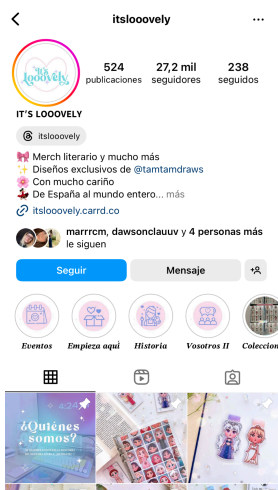 itslooovely
it's
looovely
524
publicaciones
27,2 mil
seguidores
238
seguidos
IT'S LOOOVELY
itslooovely
🎀 Merch literario y mucho más
✨ Diseños exclusivos de @tamtamdraws
🌸 Con mucho cariño
💃 De España al mundo entero... más
itslooovely.carrd.co
marrrcm, dawsonclauuv y 4 personas más
le siguen
Seguir
Mensaje
Eventos
Empieza aquí
Historia
Vosotros II
Coleccion
¿Quiénes
somos?